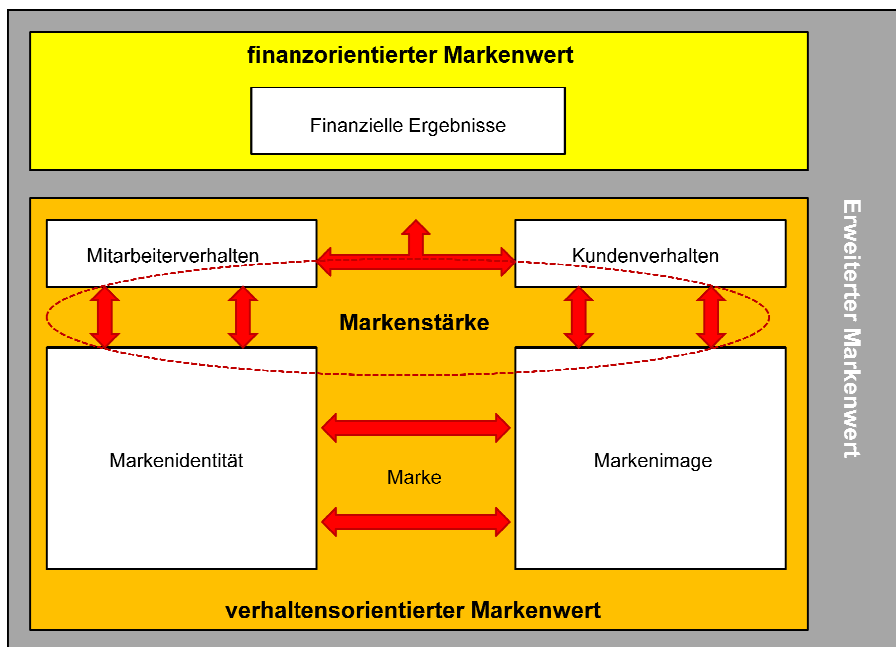 finanzorientierter Markenwert
Finanzielle Ergebnisse
Erweiterter Markenwert
Mitarbeiterverhalten
Kundenverhalten
Markenstärke
Markenidentität
Marke
Markenimage
verhaltensorientierter Markenwert